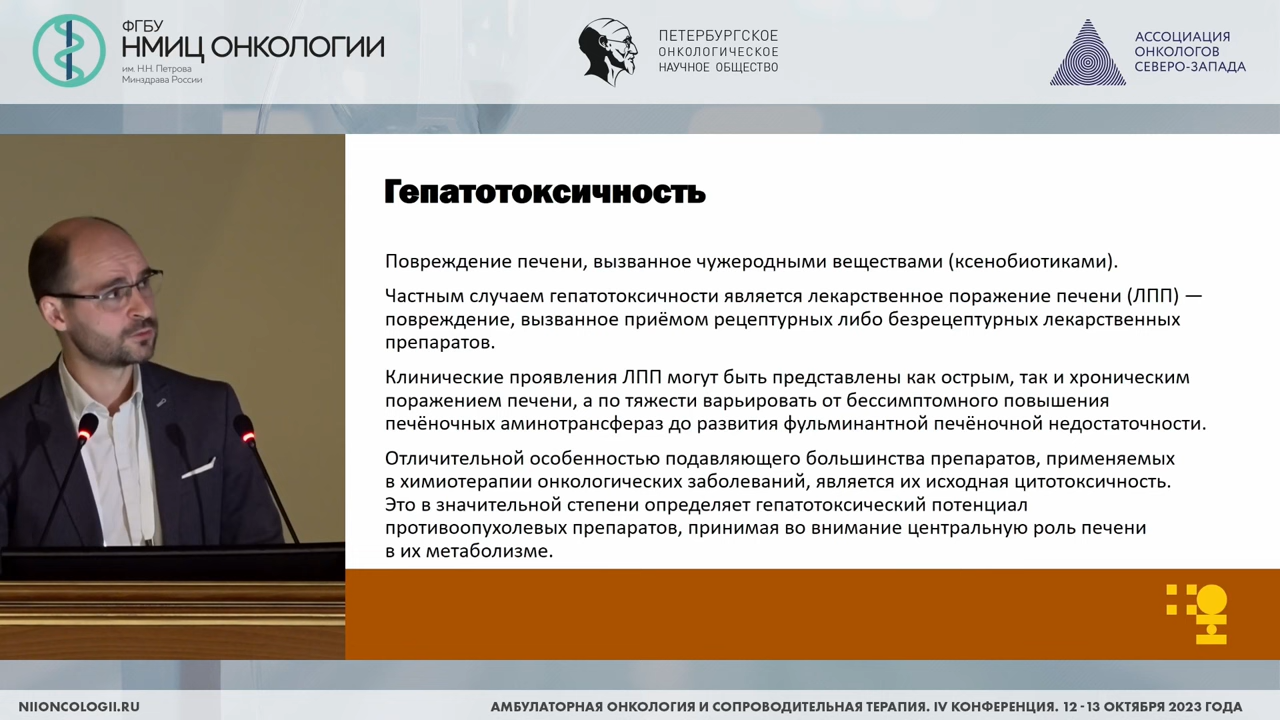 ФГБУ
НМИЦ ОНКОЛОГИИ
им. Н.Н. Петрова
Минздрава России
ПЕТЕРБУРГСКОЕ
ОНКОЛОГИЧЕСКОЕ
НАУЧНОЕ ОБЩЕСТВО
АССОЦИАЦИЯ
ОНКОЛОГОВ
СЕВЕРО-ЗАПАДА
Гепатотоксичность
Повреждение печени, вызванное чужеродными веществами (ксенобиотиками).
Частным случаем гепатотоксичности является лекарственное поражение печени (ЛПП) —
повреждение, вызванное приёмом рецептурных либо безрецептурных лекарственных
препаратов.
Клинические проявления ЛПП могут быть представлены как острым, так и хроническим
поражением печени, а по тяжести варьировать от бессимптомного повышения
печёночных аминотрансфераз до развития фульминантной печёночной недостаточности.
Отличительной особенностью подавляющего большинства препаратов, применяемых
в химиотерапии онкологических заболеваний, является их исходная цитотоксичность.
Это в значительной степени определяет гепатотоксический потенциал
противоопухолевых препаратов, принимая во внимание центральную роль печени
в их метаболизме.
NIIONCOLOGII.RU
АМБУЛАТОРНАЯ ОНКОЛОГИЯ И СОПРОВОДИТЕЛЬНАЯ ТЕРАПИЯ. IV КОНФЕРЕНЦИЯ. 12 - 13 ОКТЯБРЯ 2023 ГОДА